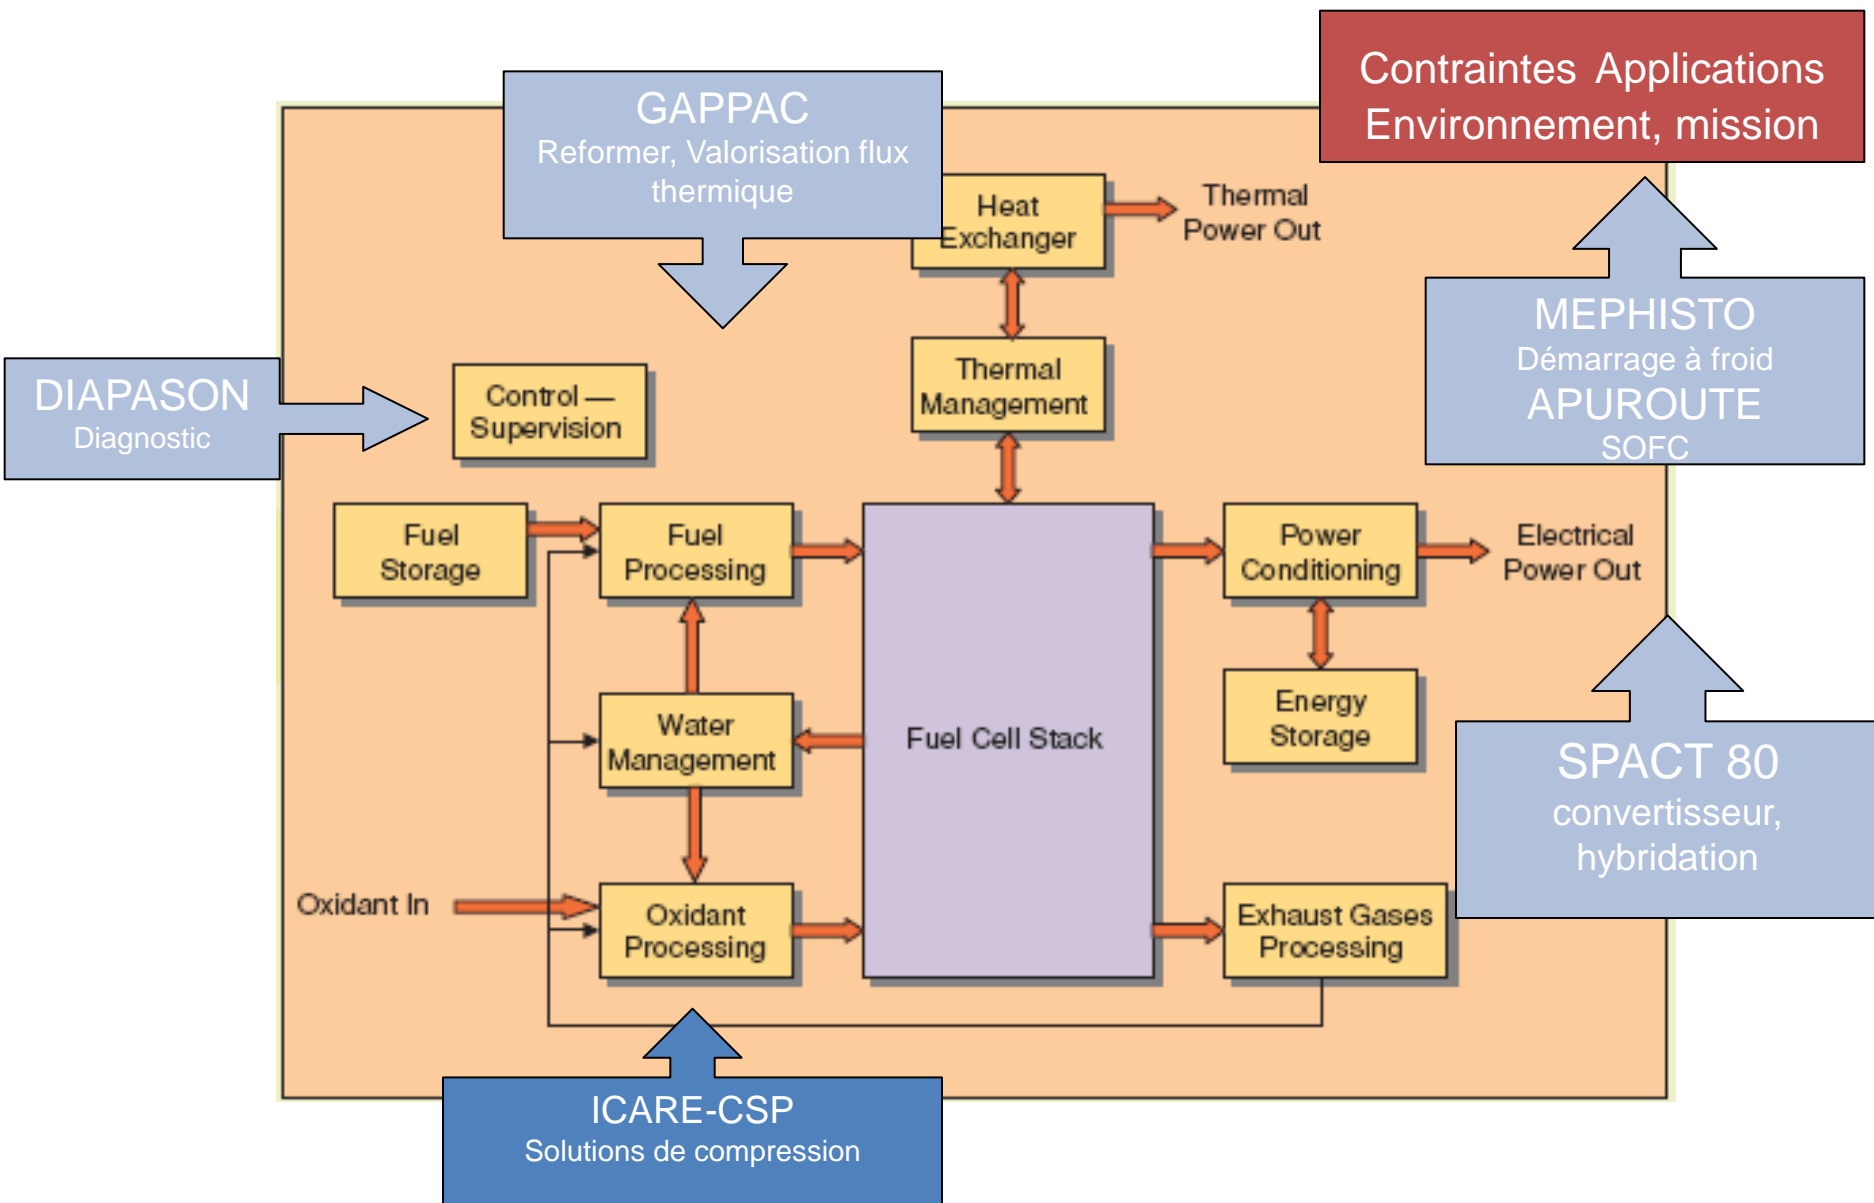 Contraintes Applications
Environnement, mission
GAPPAC
Reformer, Valorisation flux
thermique
Heat
Exchanger
Thermal
Power Out
MEPHISTO
Démarrage à froid
APUROUTE
SOFC
DIAPASON
Diagnostic
Control —
Supervision
Thermal
Management
Fuel
Storage
Fuel
Processing
Power
Conditioning
Electrical
Power Out
Water
Management
Fuel Cell Stack
Energy
Storage
SPACT 80
convertisseur,
hybridation
Oxidant In
Oxidant
Processing
Exhaust Gases
Processing
ICARE-CSP
Solutions de compression